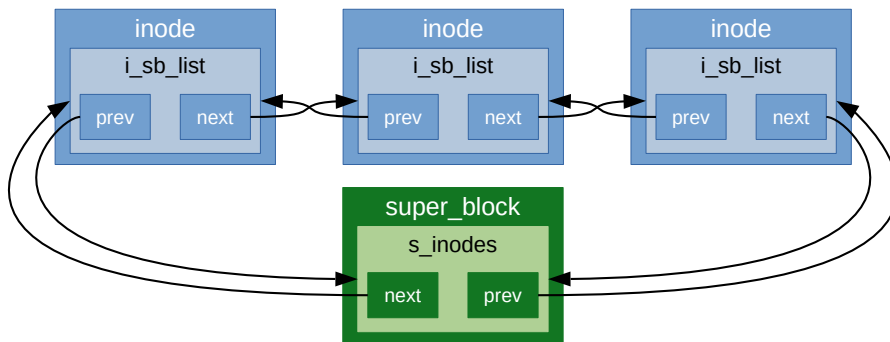 inode
i_sb_list
prev next
inode
i_sb_list
prev next
inode
i_sb_list
prev next
super_block
s_inodes
next prev